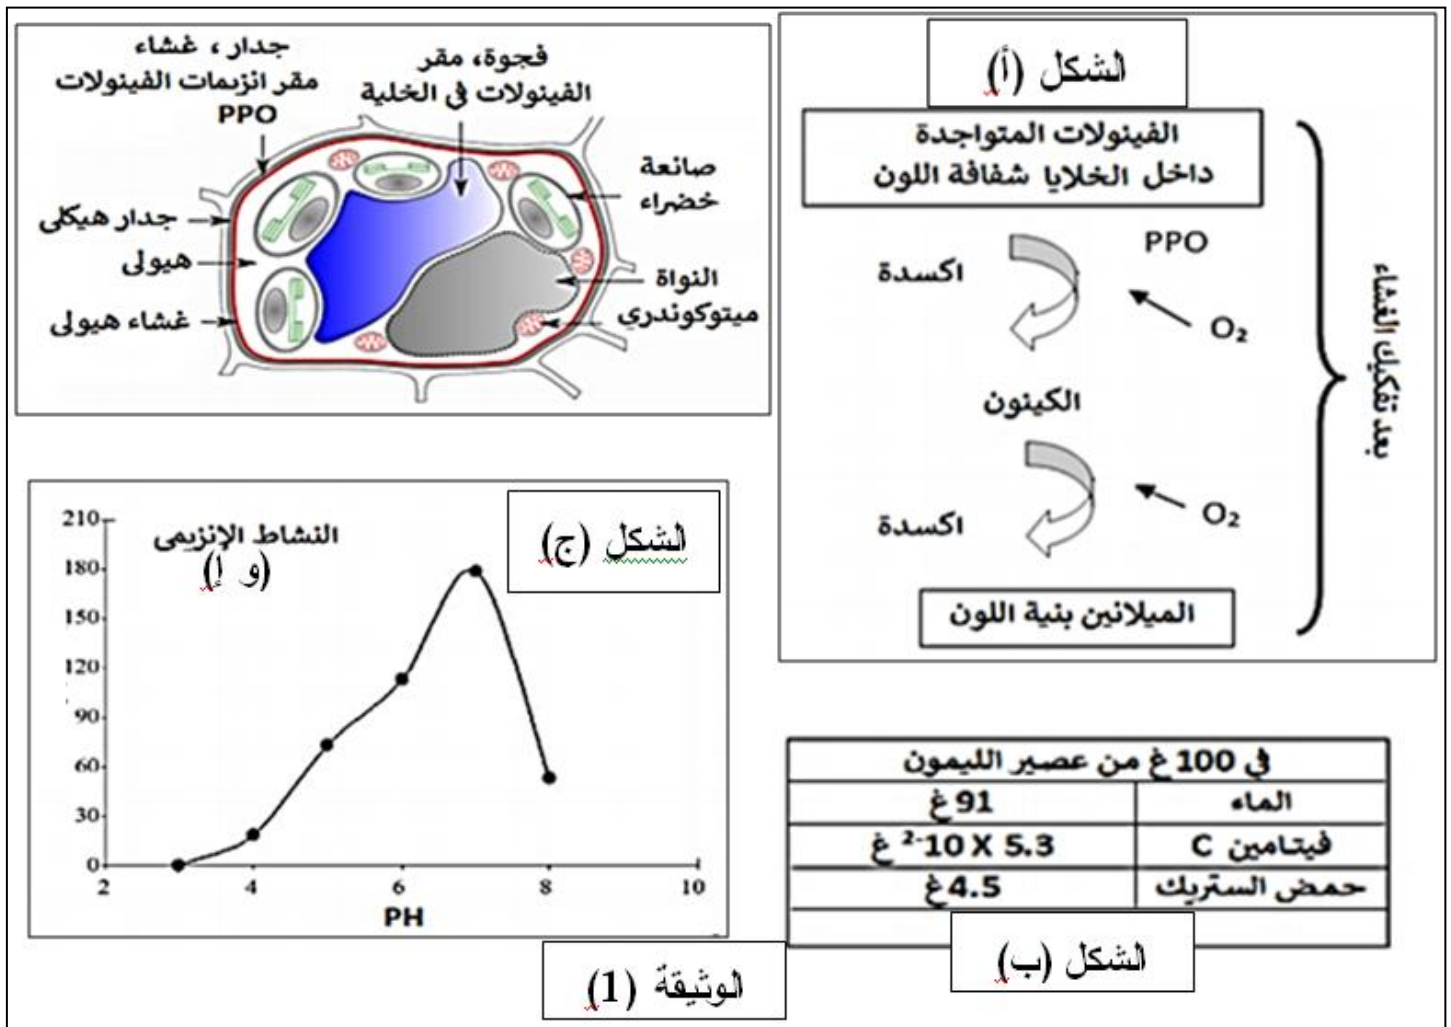 جدار ، غشاء
مقر انزيمات الفينولات
PPO
فجوة، مقر
الفينولات في الخلية
صانعة
خضراء
جدار هيكلي
هيولى
غشاء هيولى
النواة
ميتوكوندري
الشكل (أ)
الفينولات المتواجدة
داخل الخلايا شفافة اللون
اكسدة
PPO
O₂
الكينون
اكسدة
O₂
الميلانين بنية اللون
بعد تفكيك الغشاء
الشكل (ج)
النشاط الإنزيمي
(و إ)
210
180
150
120
90
60
30
0
2 4 6 8 10
PH
في 100 غ من عصير الليمون
الماء 91 غ
فيتامين C 5.3 X 10⁻² غ
حمض الستريك 4.5 غ
الشكل (ب)
الوثيقة (1)